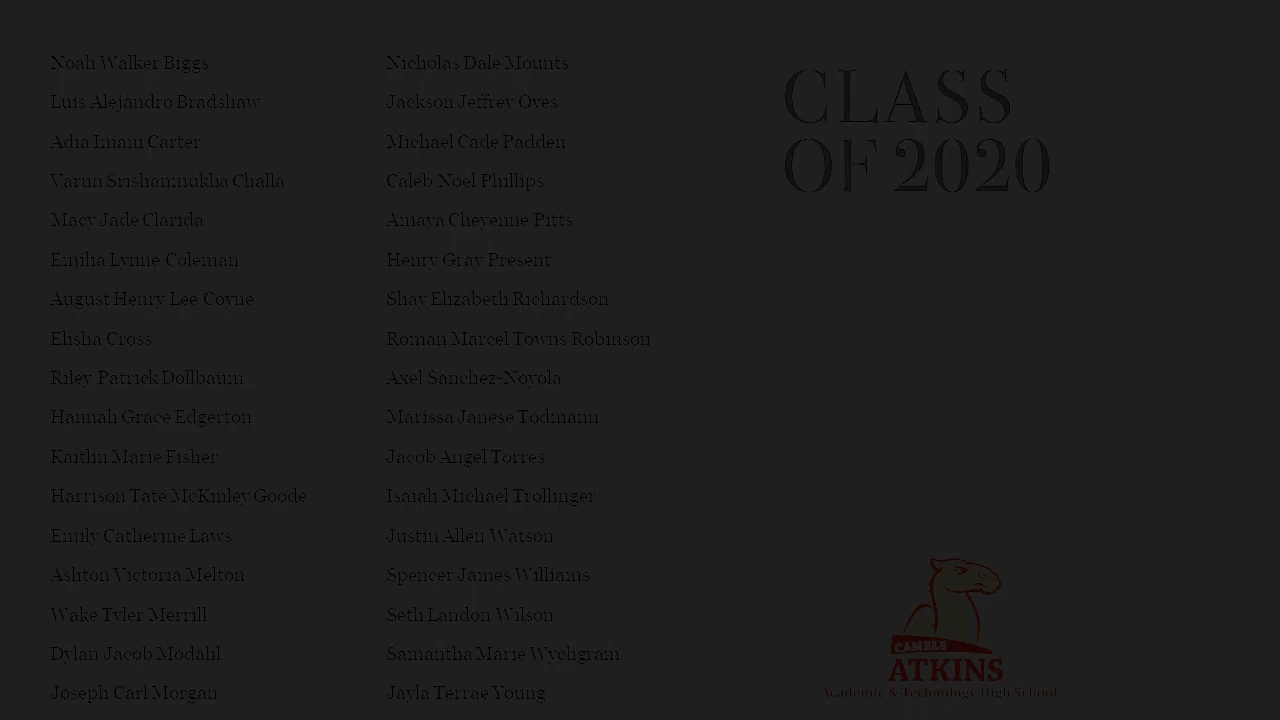 Noah Walker Biggs
Luis Alejandro Bradshaw
Adia Imani Carter
Varun Srishanmukha Challa
Macy Jade Clarida
Emilia Lynne Coleman
August Henry Lee Coyne
Elisha Cross
Riley Patrick Dollbaum
Hannah Grace Edgerton
Kaitlin Marie Fisher
Harrison Tate McKinley Goode
Emily Catherine Laws
Ashton Victoria Melton
Wake Tyler Merrill
Dylan Jacob Modahl
Joseph Carl Morgan
Nicholas Dale Mounts
Jackson Jeffrey Oves
Michael Cade Padden
Caleb Noel Phillips
Amaya Cheyenne Pitts
Henry Gray Present
Shay Elizabeth Richardson
Roman Marcel Towns Robinson
Axel Sanchez-Noyola
Marissa Janese Todmann
Jacob Angel Torres
Isaiah Michael Trollinger
Justin Allen Watson
Spencer James Williams
Seth Landon Wilson
Samantha Marie Wychgram
Jayla Terrae Young
CLASS
OF 2020
CAMELS
ATKINS
Academic & Technology High School